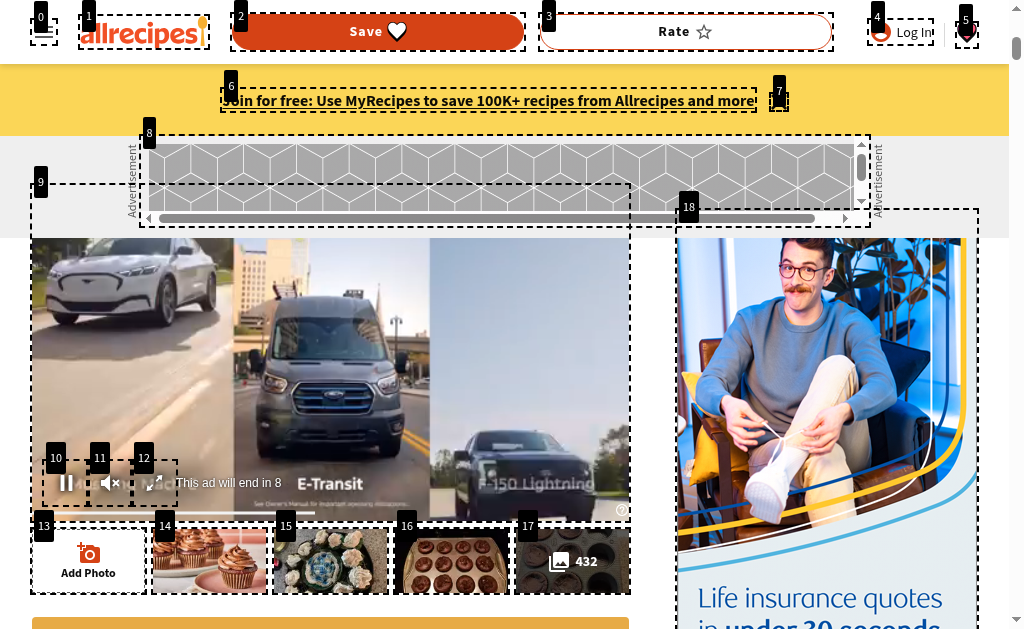 0
1
2
3
4
5
allrecipes
Save
Rate
Log In
6
7
Join for free: Use MyRecipes to save 100K+ recipes from Allrecipes and more
8
Advertisement
Advertisement
9
18
10
11
12
This ad will end in 8
E-Transit
F-150 Lightning
See Owner's Manual for important operating instructions.
13
14
15
16
17
Add Photo
432
Life insurance quotes
in under 30 seconds